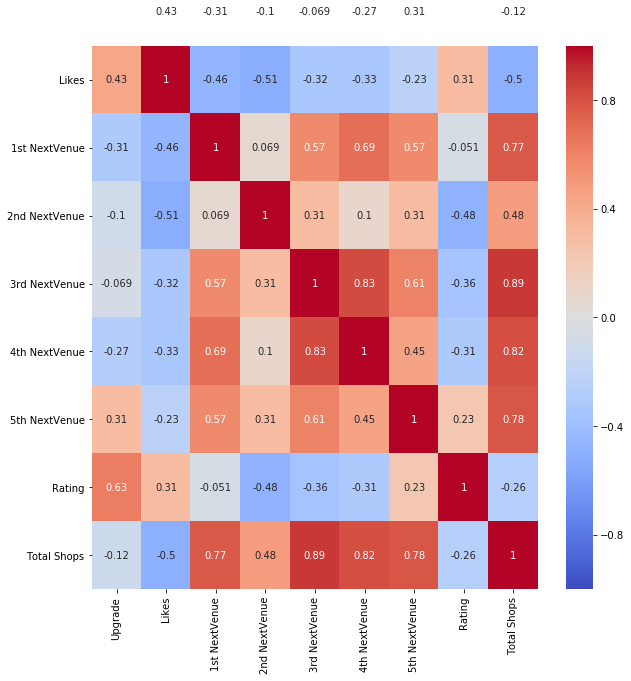 0.43 -0.31 -0.1 -0.069 -0.27 0.31 -0.12
Likes 0.43 1 -0.46 -0.51 -0.32 -0.33 -0.23 0.31 -0.5
1st NextVenue -0.31 -0.46 1 0.069 0.57 0.69 0.57 -0.051 0.77
2nd NextVenue -0.1 -0.51 0.069 1 0.31 0.1 0.31 -0.48 0.48
3rd NextVenue -0.069 -0.32 0.57 0.31 1 0.83 0.61 -0.36 0.89
4th NextVenue -0.27 -0.33 0.69 0.1 0.83 1 0.45 -0.31 0.82
5th NextVenue 0.31 -0.23 0.57 0.31 0.61 0.45 1 0.23 0.78
Rating 0.63 0.31 -0.051 -0.48 -0.36 -0.31 0.23 1 -0.26
Total Shops -0.12 -0.5 0.77 0.48 0.89 0.82 0.78 -0.26 1
Upgrade
Likes
1st NextVenue
2nd NextVenue
3rd NextVenue
4th NextVenue
5th NextVenue
Rating
Total Shops
0.8
0.4
0.0
−0.4
−0.8